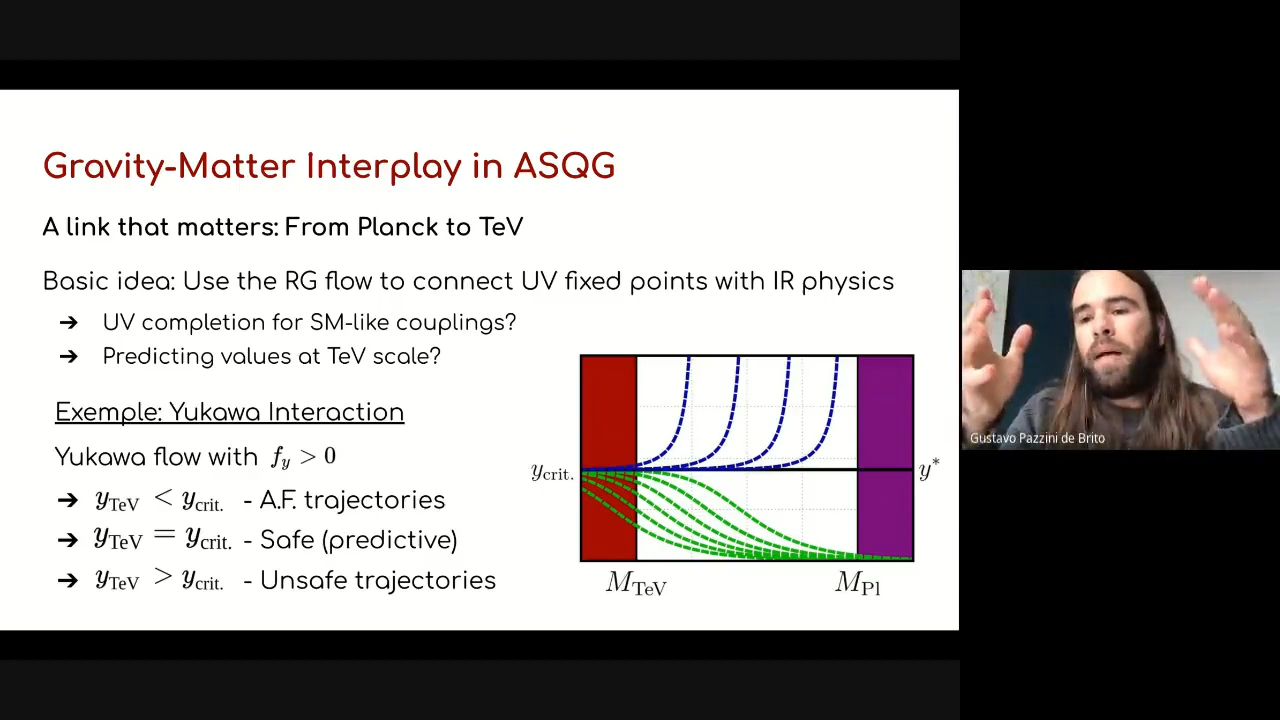 Gravity-Matter Interplay in ASQG
A link that matters: From Planck to TeV
Basic idea: Use the RG flow to connect UV fixed points with IR physics
➔ UV completion for SM-like couplings?
➔ Predicting values at TeV scale?
Exemple: Yukawa Interaction
Yukawa flow with f_y > 0
➔ y_TeV < y_crit. - A.F. trajectories
➔ y_TeV = y_crit. - Safe (predictive)
➔ y_TeV > y_crit. - Unsafe trajectories
y_crit.
y*
M_TeV
M_Pl
Gustavo Pazzini de Brito